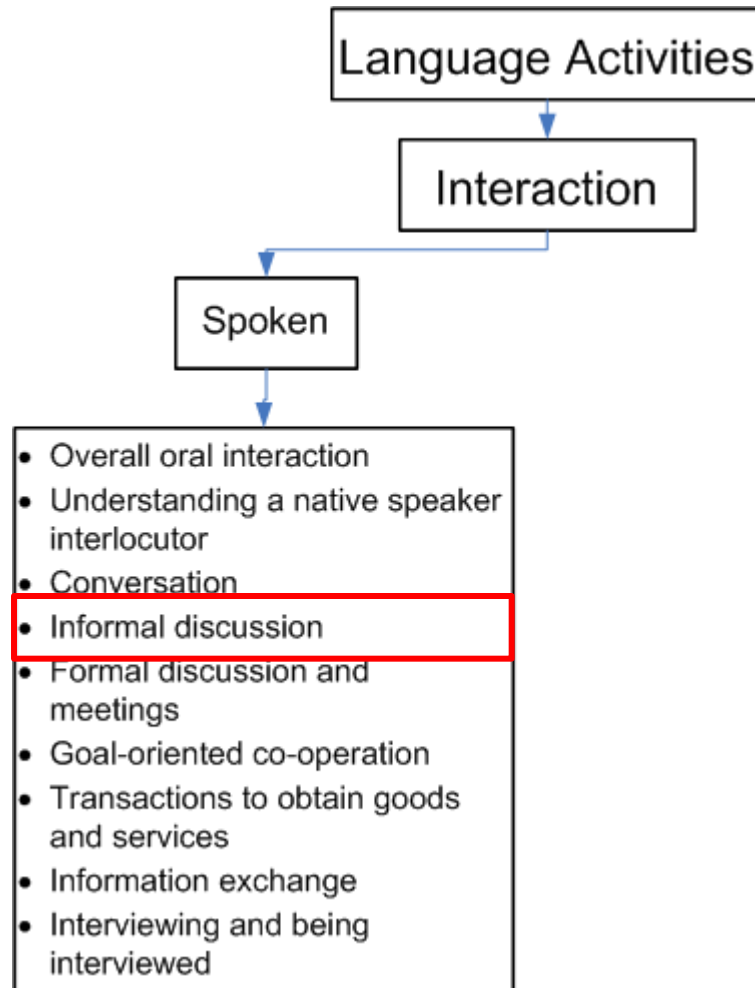 Language Activities
Interaction
Spoken
• Overall oral interaction
• Understanding a native speaker
interlocutor
• Conversation
• Informal discussion
• Formal discussion and
meetings
• Goal-oriented co-operation
• Transactions to obtain goods
and services
• Information exchange
• Interviewing and being
interviewed